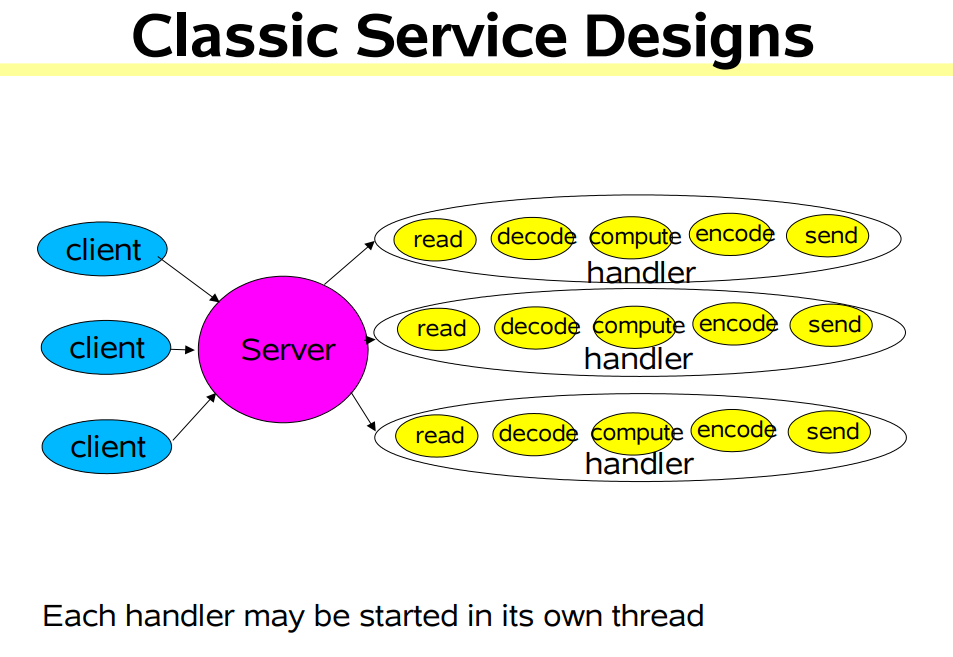 Classic Service Designs
client
client
client
Server
read decode compute encode send
handler
read decode compute encode send
handler
read decode compute encode send
handler
Each handler may be started in its own thread